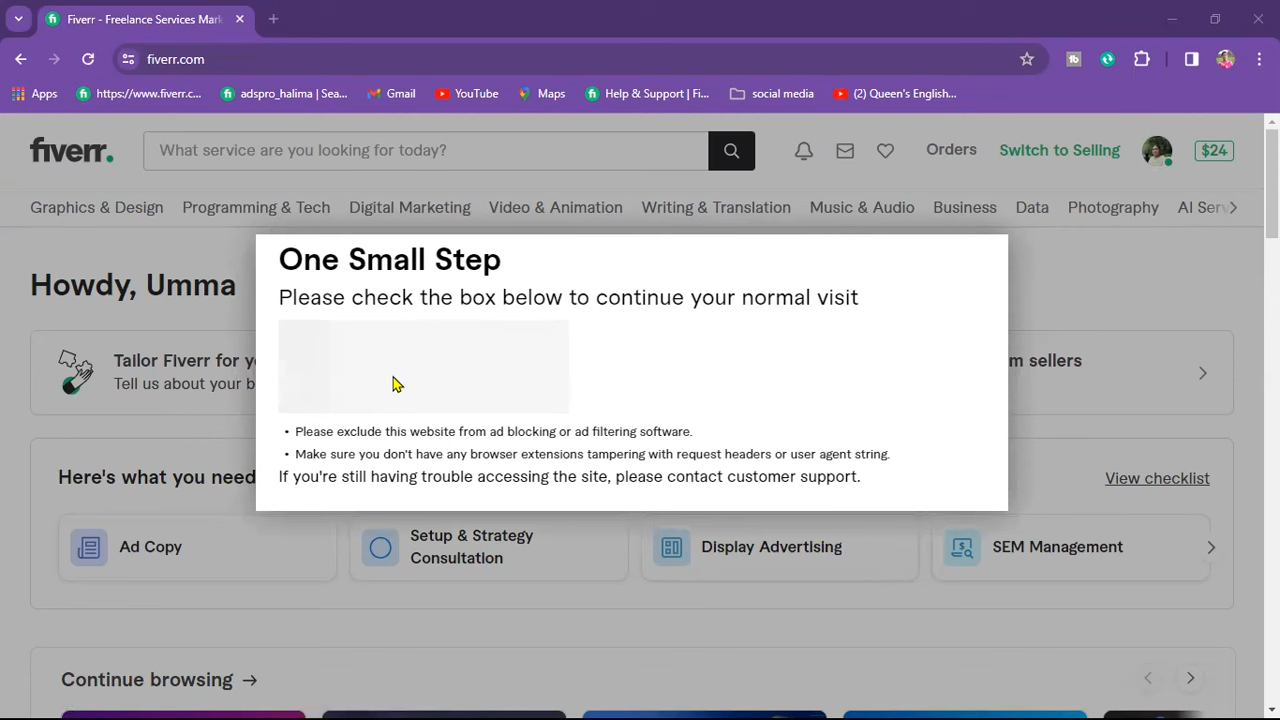 Fiverr - Freelance Services Mark
fiverr.com
Apps
https://www.fiverr.c...
adspro_halima | Sea...
Gmail
YouTube
Maps
Help & Support | Fi...
social media
(2) Queen's English...
fiverr.
What service are you looking for today?
Orders
Switch to Selling
$24
Graphics & Design
Programming & Tech
Digital Marketing
Video & Animation
Writing & Translation
Music & Audio
Business
Data
Photography
AI Serv
Howdy, Umma
One Small Step
Please check the box below to continue your normal visit
Tailor Fiverr for yo
Tell us about your b
m sellers
• Please exclude this website from ad blocking or ad filtering software.
• Make sure you don't have any browser extensions tampering with request headers or user agent string.
If you're still having trouble accessing the site, please contact customer support.
Here's what you need
View checklist
Ad Copy
Setup & Strategy
Consultation
Display Advertising
SEM Management
Continue browsing →